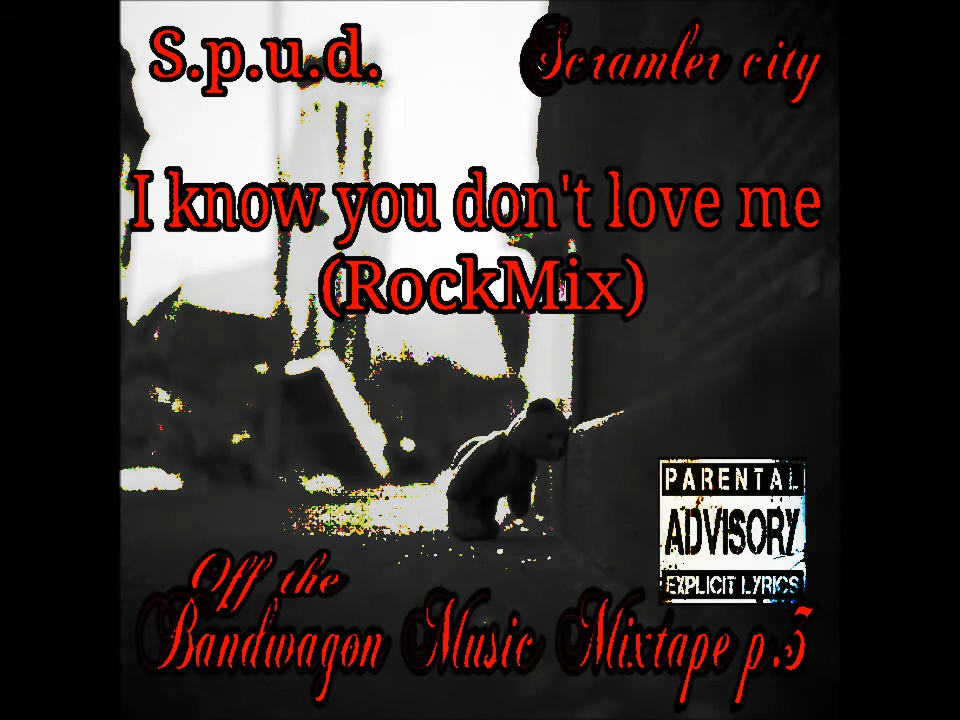 S.p.u.d.
Scramler city
I know you don't love me
(RockMix)
PARENTAL
ADVISORY
EXPLICIT LYRICS
Off the
Bandwagon Music Mixtape p.3